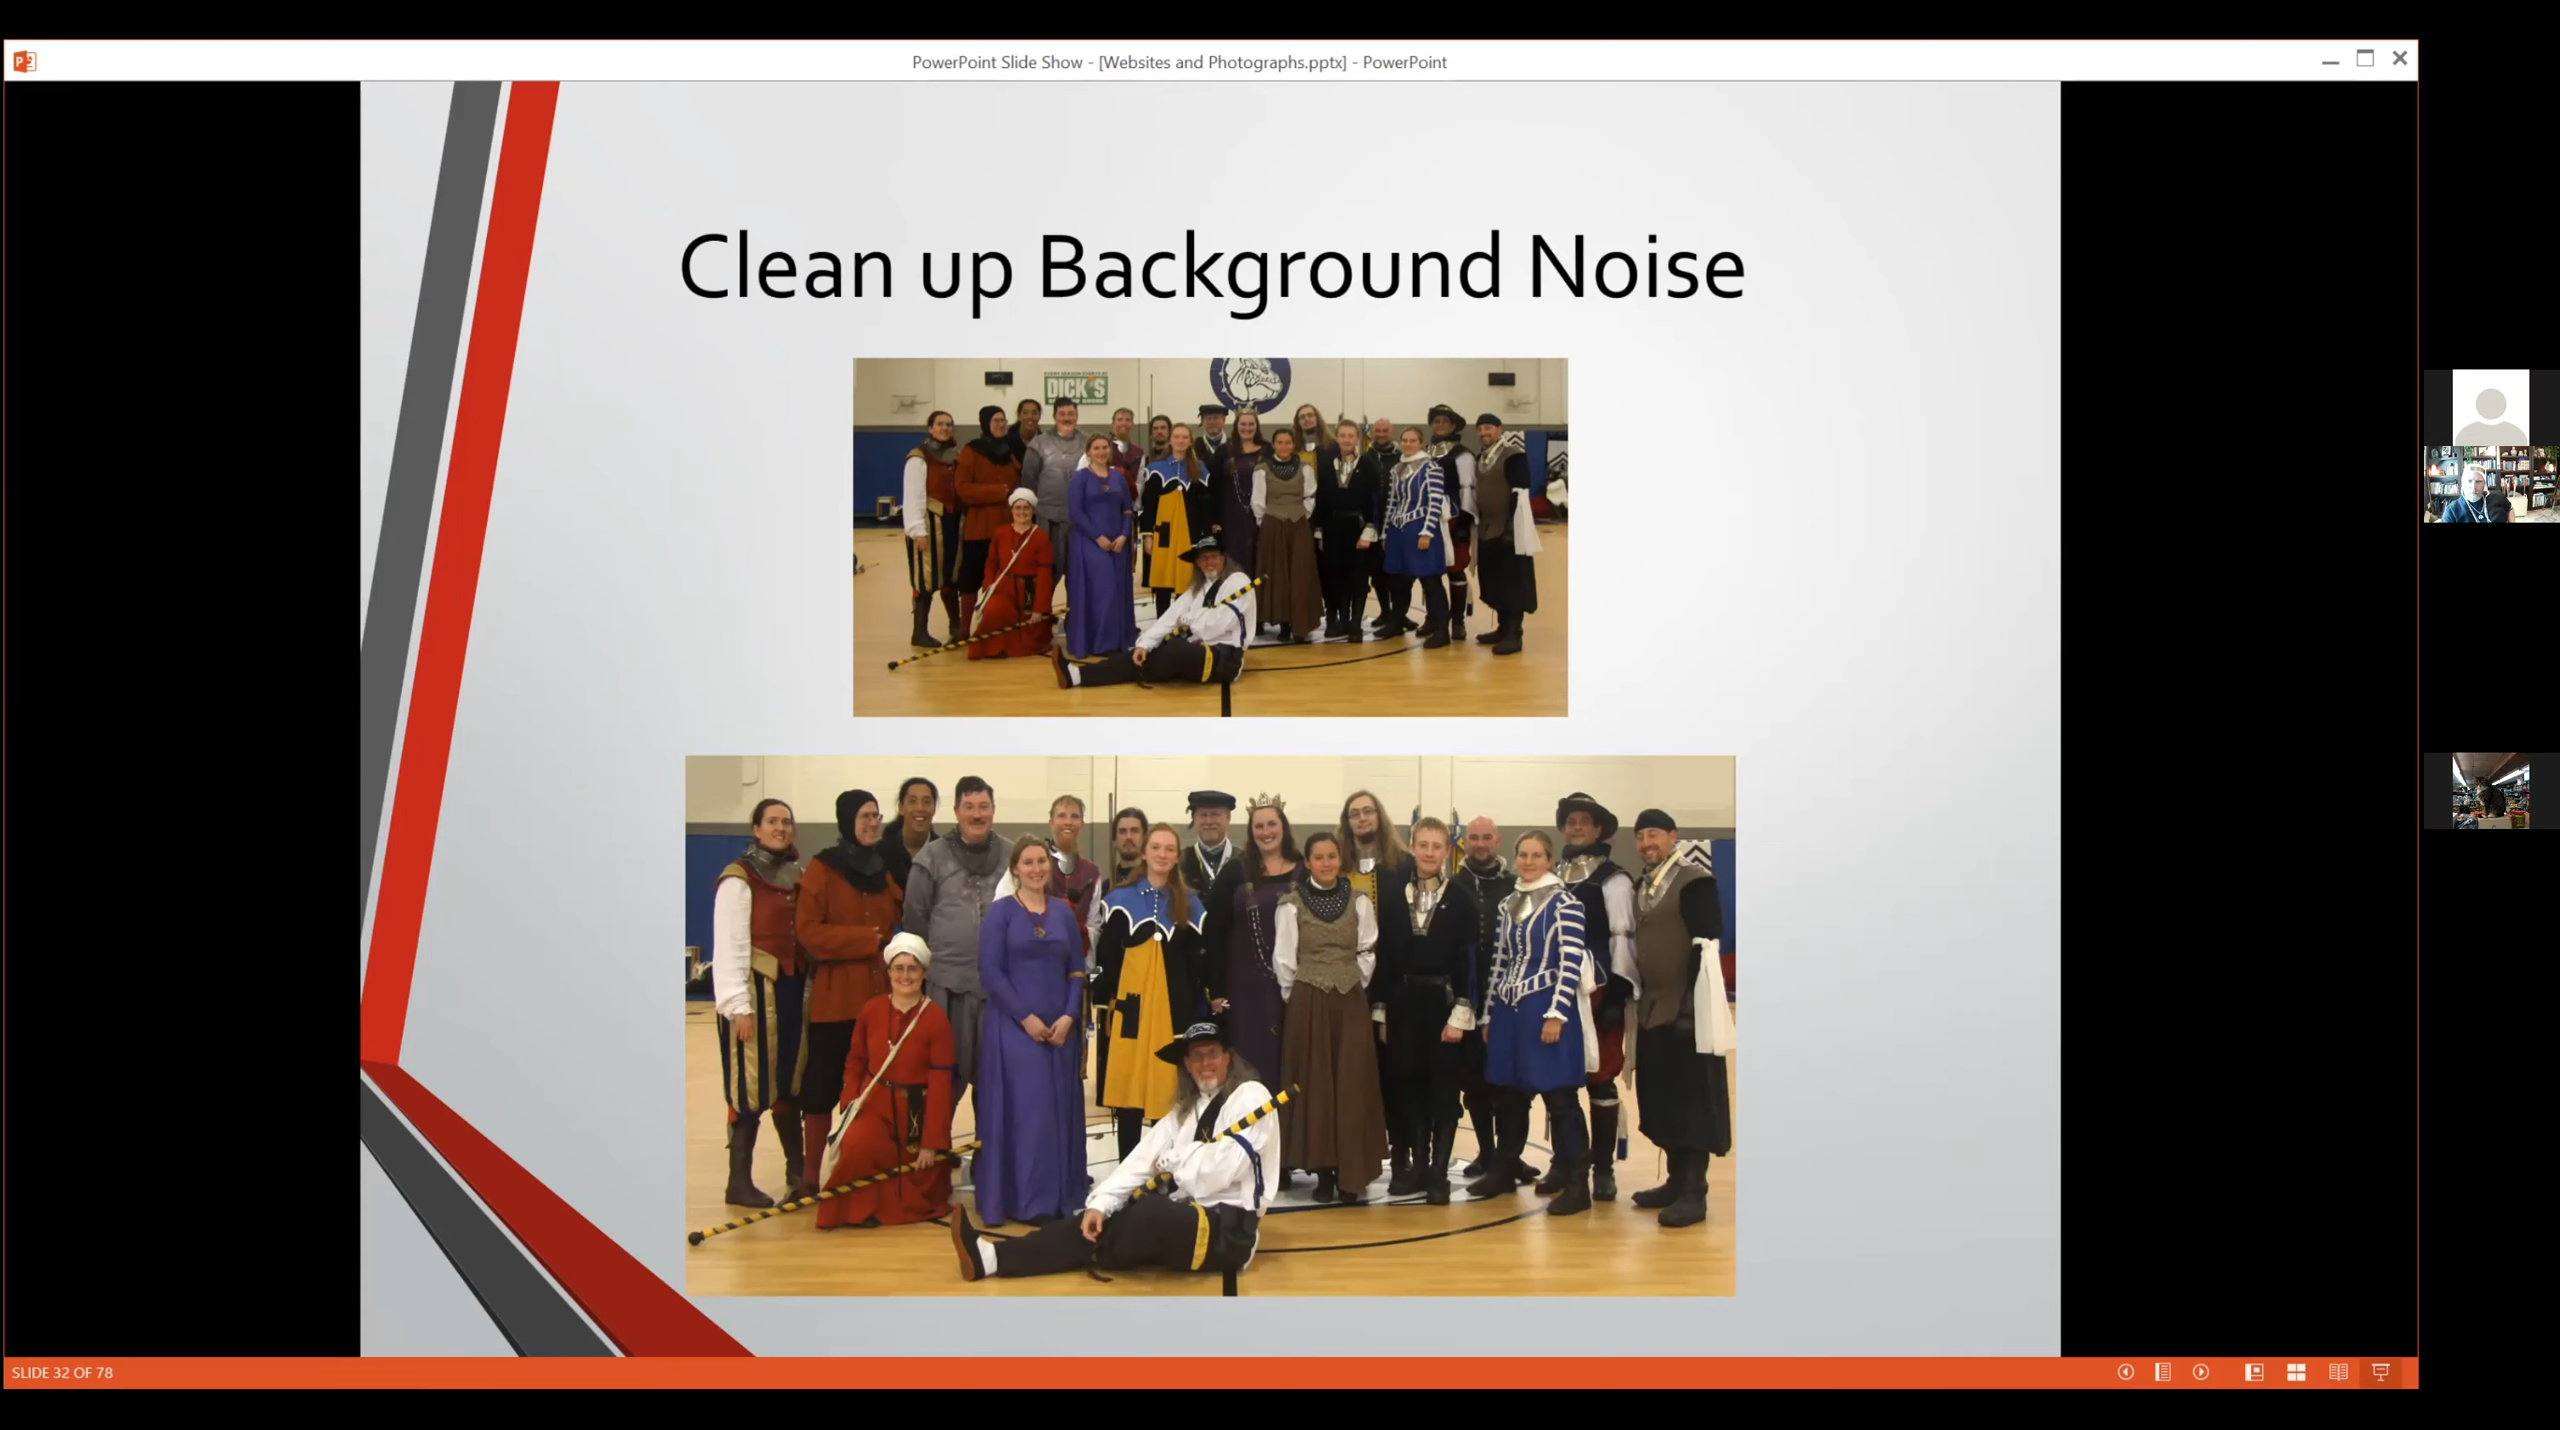 PowerPoint Slide Show - [Websites and Photographs.pptx] - PowerPoint
Clean up Background Noise
DICK'S
SLIDE 32 OF 78